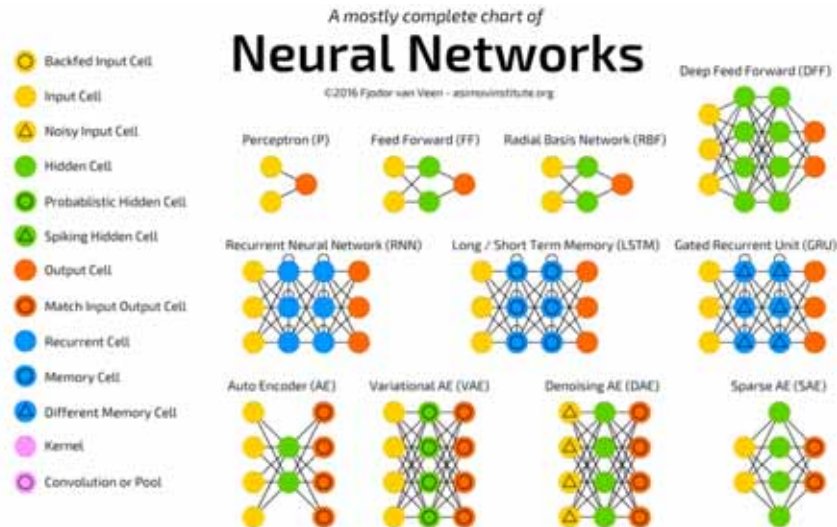 A mostly complete chart of
Neural Networks
©2016 Fjodor van Veen - asimovinstitute.org
Backfed Input Cell
Input Cell
Noisy Input Cell
Hidden Cell
Probablistic Hidden Cell
Spiking Hidden Cell
Output Cell
Match Input Output Cell
Recurrent Cell
Memory Cell
Different Memory Cell
Kernel
Convolution or Pool
Deep Feed Forward (DFF)
Perceptron (P)
Feed Forward (FF)
Radial Basis Network (RBF)
Recurrent Neural Network (RNN)
Long / Short Term Memory (LSTM)
Gated Recurrent Unit (GRU)
Auto Encoder (AE)
Variational AE (VAE)
Denoising AE (DAE)
Sparse AE (SAE)